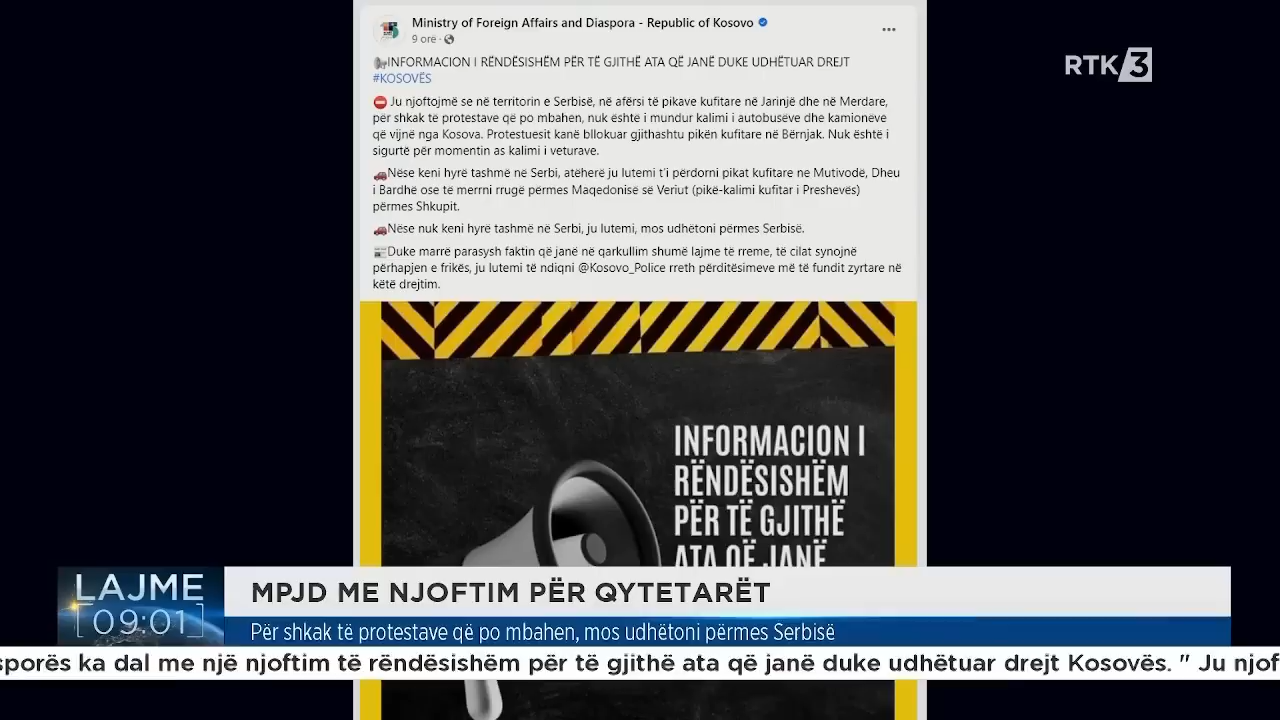 Ministry of Foreign Affairs and Diaspora - Republic of Kosovo
9 orë ·
INFORMACION I RËNDËSISHËM PËR TË GJITHË ATA QË JANË DUKE UDHËTUAR DREJT
#KOSOVËS
Ju njoftojmë se në territorin e Serbisë, në afërsi të pikave kufitare në Jarinjë dhe në Merdare,
për shkak të protestave që po mbahen, nuk është i mundur kalimi i autobusëve dhe kamionëve
që vijnë nga Kosova. Protestuesit kanë bllokuar gjithashtu pikën kufitare në Bërnjak. Nuk është i
sigurtë për momentin as kalimi i veturave.
Nëse keni hyrë tashmë në Serbi, atëherë ju lutemi t'i përdorni pikat kufitare ne Mutivodë, Dheu
i Bardhë ose të merrni rrugë përmes Maqedonisë së Veriut (pikë-kalimi kufitar i Preshevës)
përmes Shkupit.
Nëse nuk keni hyrë tashmë në Serbi, ju lutemi, mos udhëtoni përmes Serbisë.
Duke marrë parasysh faktin që janë në qarkullim shumë lajme të rreme, të cilat synojnë
përhapjen e frikës, ju lutemi të ndiqni @Kosovo_Police rreth përditësimeve më të fundit zyrtare në
këtë drejtim.
RTK 3
INFORMACION I
RËNDËSISHËM
PËR TË GJITHË
ATA QË JANË
LAJME
09:01
MPJD ME NJOFTIM PËR QYTETARËT
Për shkak të protestave që po mbahen, mos udhëtoni përmes Serbisë
sporës ka dal me një njoftim të rëndësishëm për të gjithë ata që janë duke udhëtuar drejt Kosovës. " Ju njof